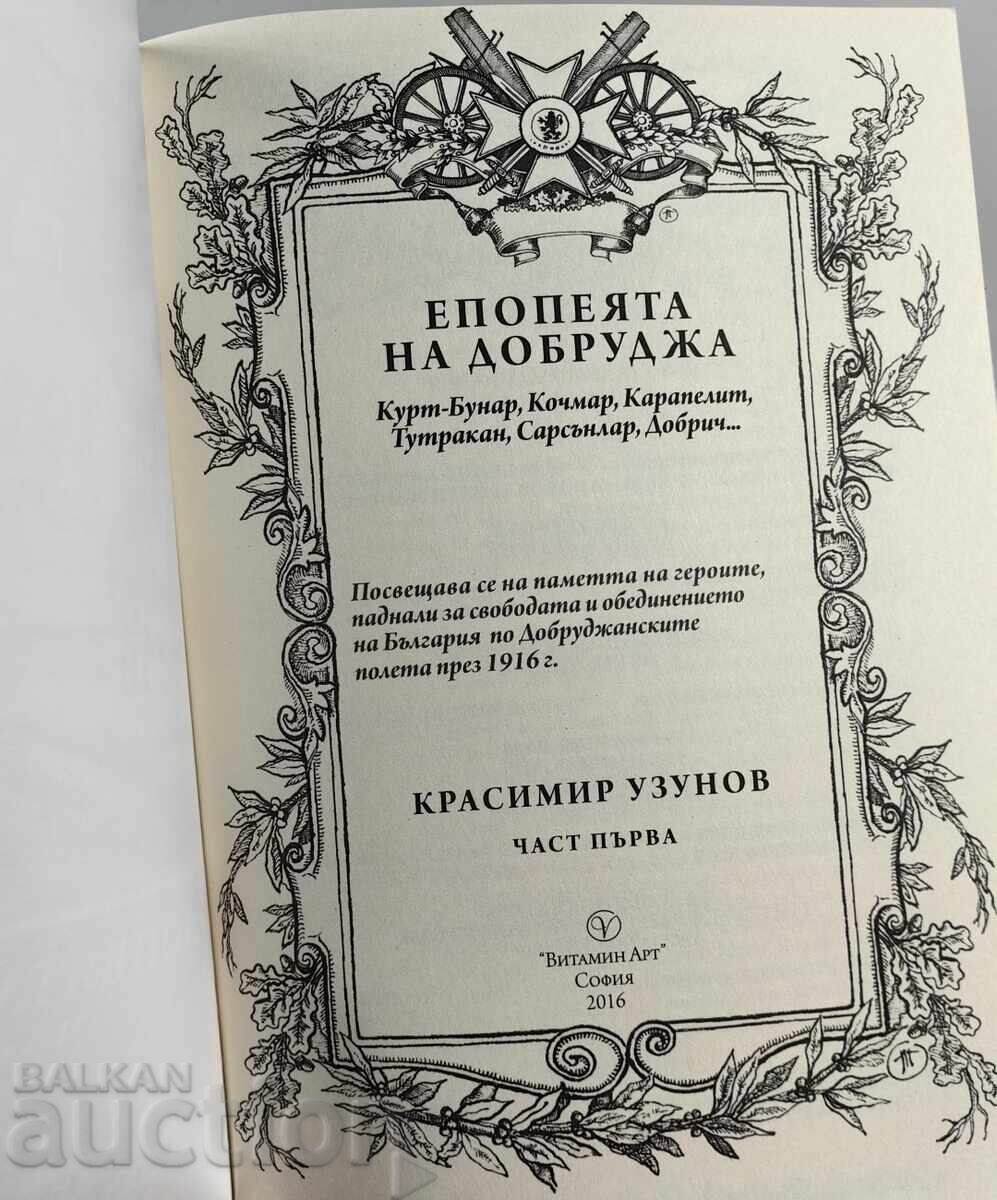 ЕПОПЕЯТА
НА ДОБРУДЖА
Курт-Бунар, Кочмар, Карапелит,
Тутракан, Сарсънлар, Добрич...
Посвещава се на паметта на героите,
паднали за свободата и обединението
на България по Добруджанските
полета през 1916 г.
КРАСИМИР УЗУНОВ
ЧАСТ ПЪРВА
"Витамин Арт"
София
2016
BALKAN
auction